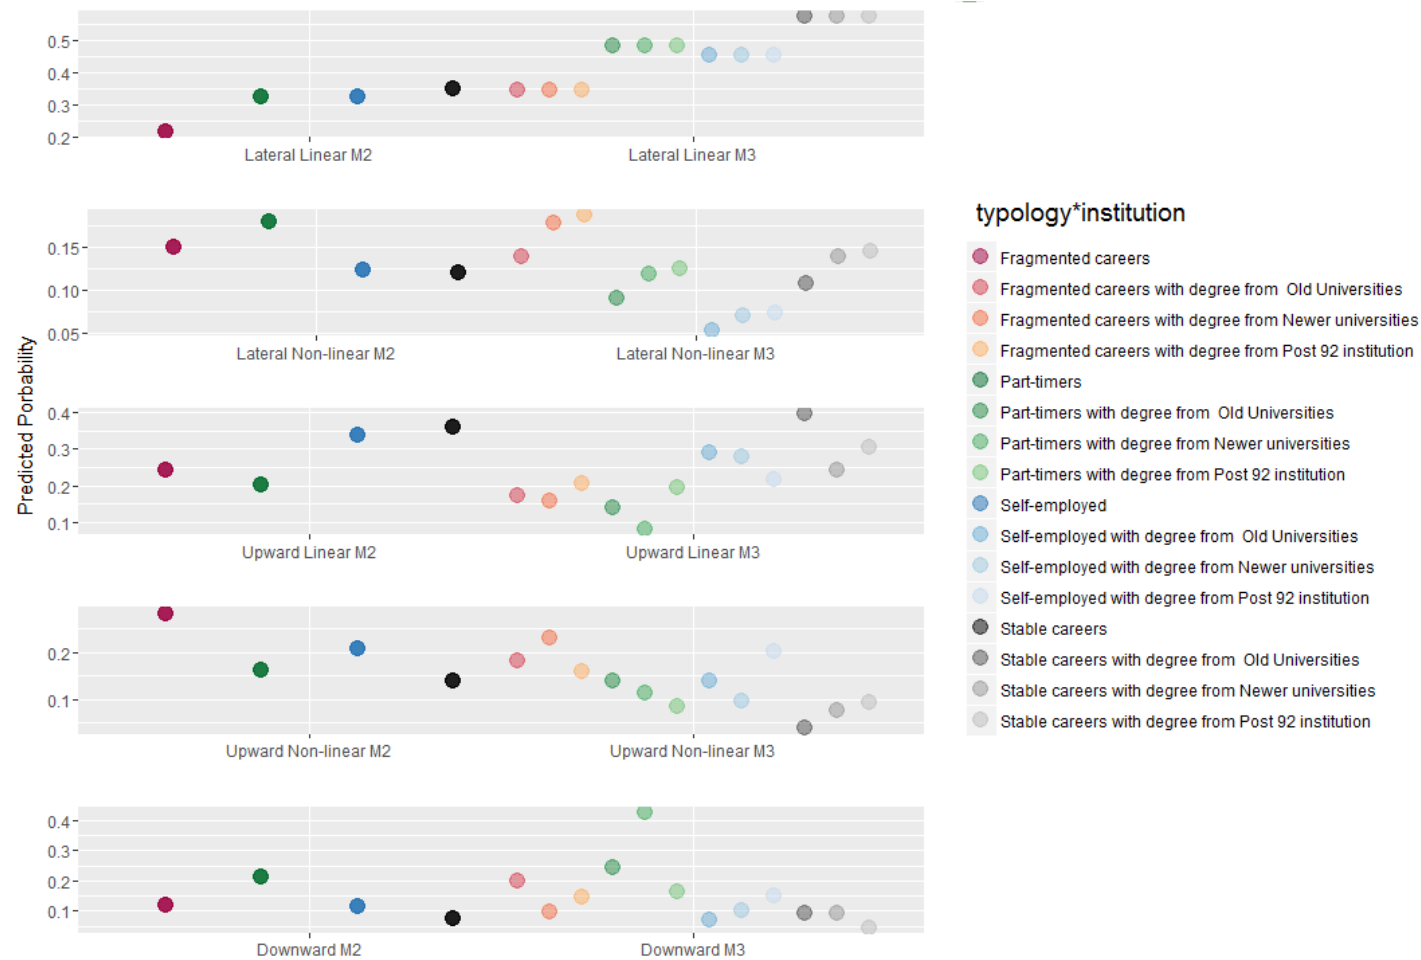 0.5
0.4
0.3
0.2
Lateral Linear M2
Lateral Linear M3
0.15
0.10
0.05
Lateral Non-linear M2
Lateral Non-linear M3
Predicted Porbability
0.4
0.3
0.2
0.1
Upward Linear M2
Upward Linear M3
0.2
0.1
Upward Non-linear M2
Upward Non-linear M3
0.4
0.3
0.2
0.1
Downward M2
Downward M3
typology*institution
Fragmented careers
Fragmented careers with degree from  Old Universities
Fragmented careers with degree from Newer universities
Fragmented careers with degree from Post 92 institution
Part-timers
Part-timers with degree from  Old Universities
Part-timers with degree from Newer universities
Part-timers with degree from Post 92 institution
Self-employed
Self-employed with degree from  Old Universities
Self-employed with degree from Newer universities
Self-employed with degree from Post 92 institution
Stable careers
Stable careers with degree from  Old Universities
Stable careers with degree from Newer universities
Stable careers with degree from Post 92 institution